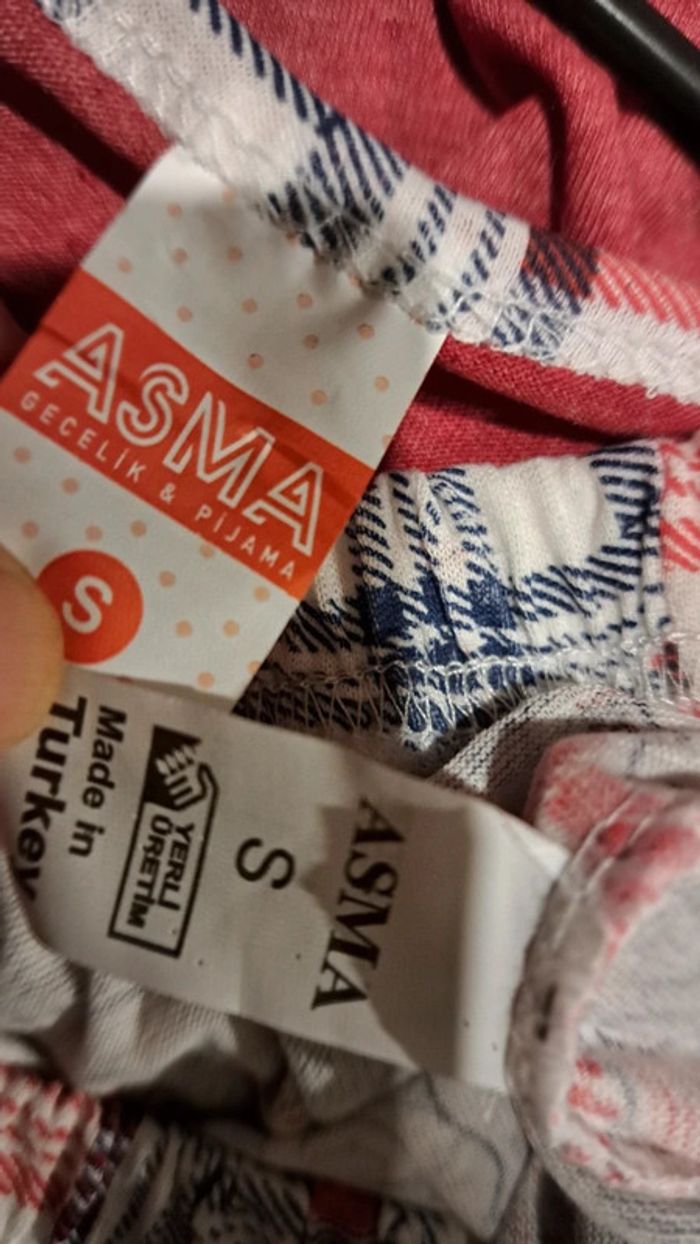 ASMA
GECELİK & PİJAMA
S
ASMA
S
YERLİ
ÜRETİM
Made in
Turkey